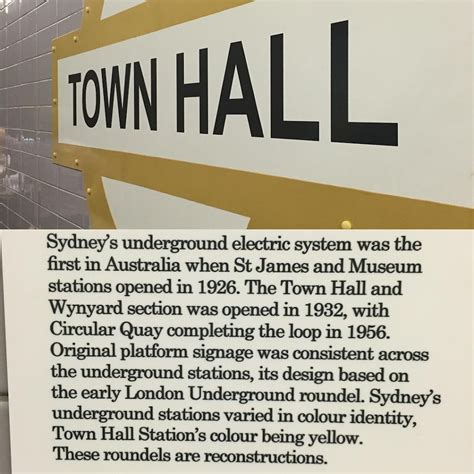 TOWN HALL
Sydney's underground electric system was the
first in Australia when St James and Museum
stations opened in 1926. The Town Hall and
Wynyard section was opened in 1932, with
Circular Quay completing the loop in 1956.
Original platform signage was consistent across
the underground stations, its design based on
the early London Underground roundel. Sydney's
underground stations varied in colour identity,
Town Hall Station's colour being yellow.
These roundels are reconstructions.